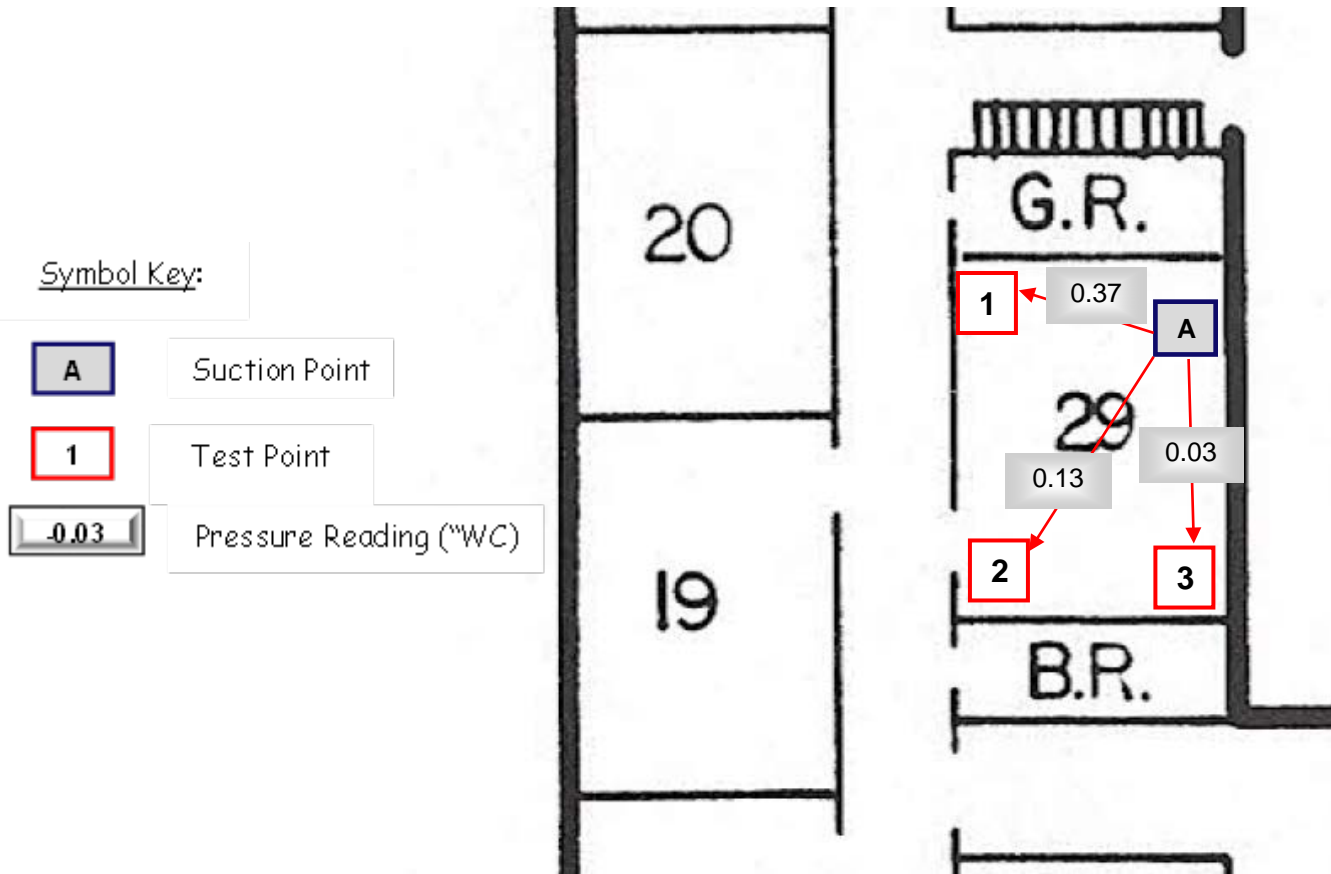 Symbol Key:
A
Suction Point
1
Test Point
-0.03
Pressure Reading (“WC)
20
19
G.R.
1
0.37
A
29
0.13
0.03
2
3
B.R.